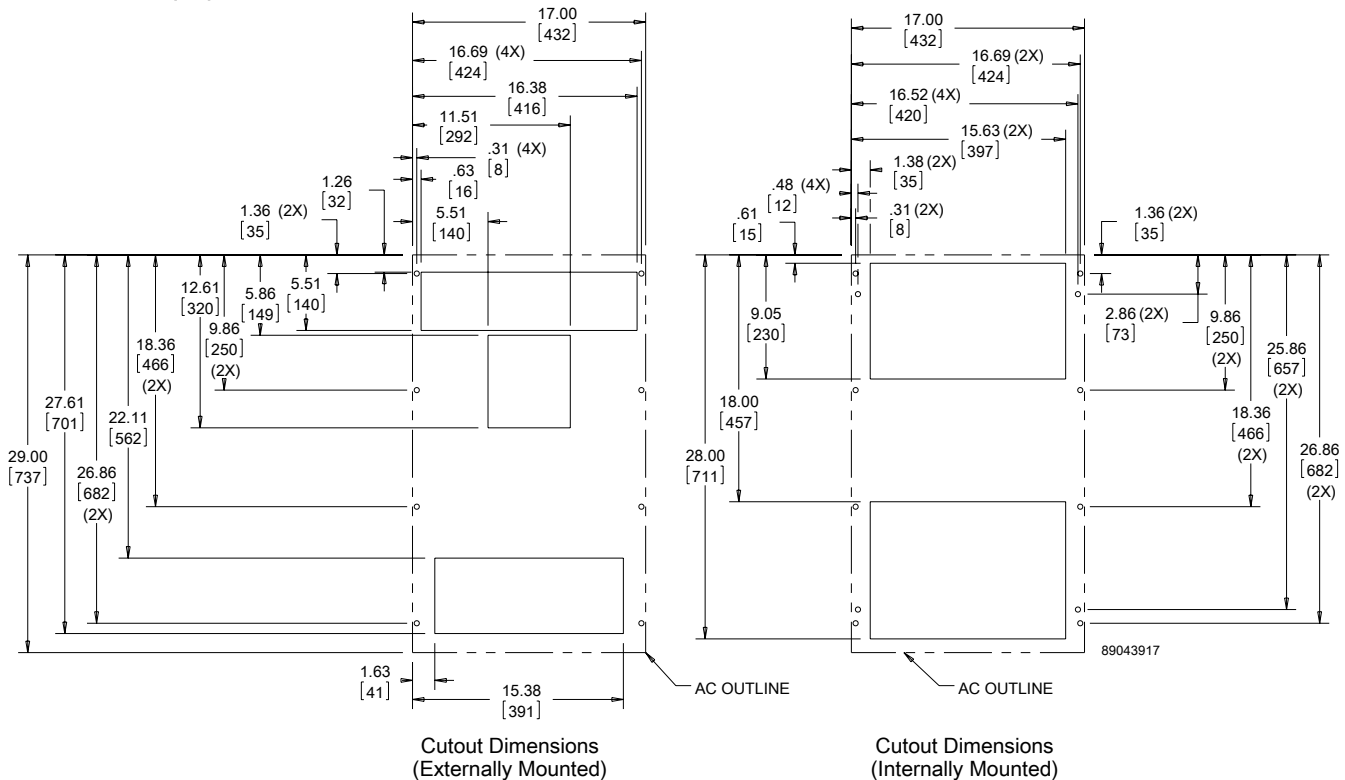 17.00
[432]
16.69 (4X)
[424]
16.38
[416]
11.51
[292]
.31 (4X)
[8]
.63
[16]
5.51
[140]
1.26
[32]
1.36 (2X)
[35]
12.61
[320]
5.86
[149]
5.51
[140]
9.86
[250]
(2X)
18.36
[466]
(2X)
27.61
[701]
22.11
[562]
29.00
[737]
26.86
[682]
(2X)
1.63
[41]
15.38
[391]
AC OUTLINE
Cutout Dimensions
(Externally Mounted)
17.00
[432]
16.69 (2X)
[424]
16.52 (4X)
[420]
15.63 (2X)
[397]
1.38 (2X)
[35]
.48 (4X)
[12]
.61
[15]
.31 (2X)
[8]
1.36 (2X)
[35]
9.05
[230]
2.86 (2X)
[73]
9.86
[250]
(2X)
25.86
[657]
(2X)
18.00
[457]
18.36
[466]
(2X)
28.00
[711]
26.86
[682]
(2X)
89043917
AC OUTLINE
Cutout Dimensions
(Internally Mounted)